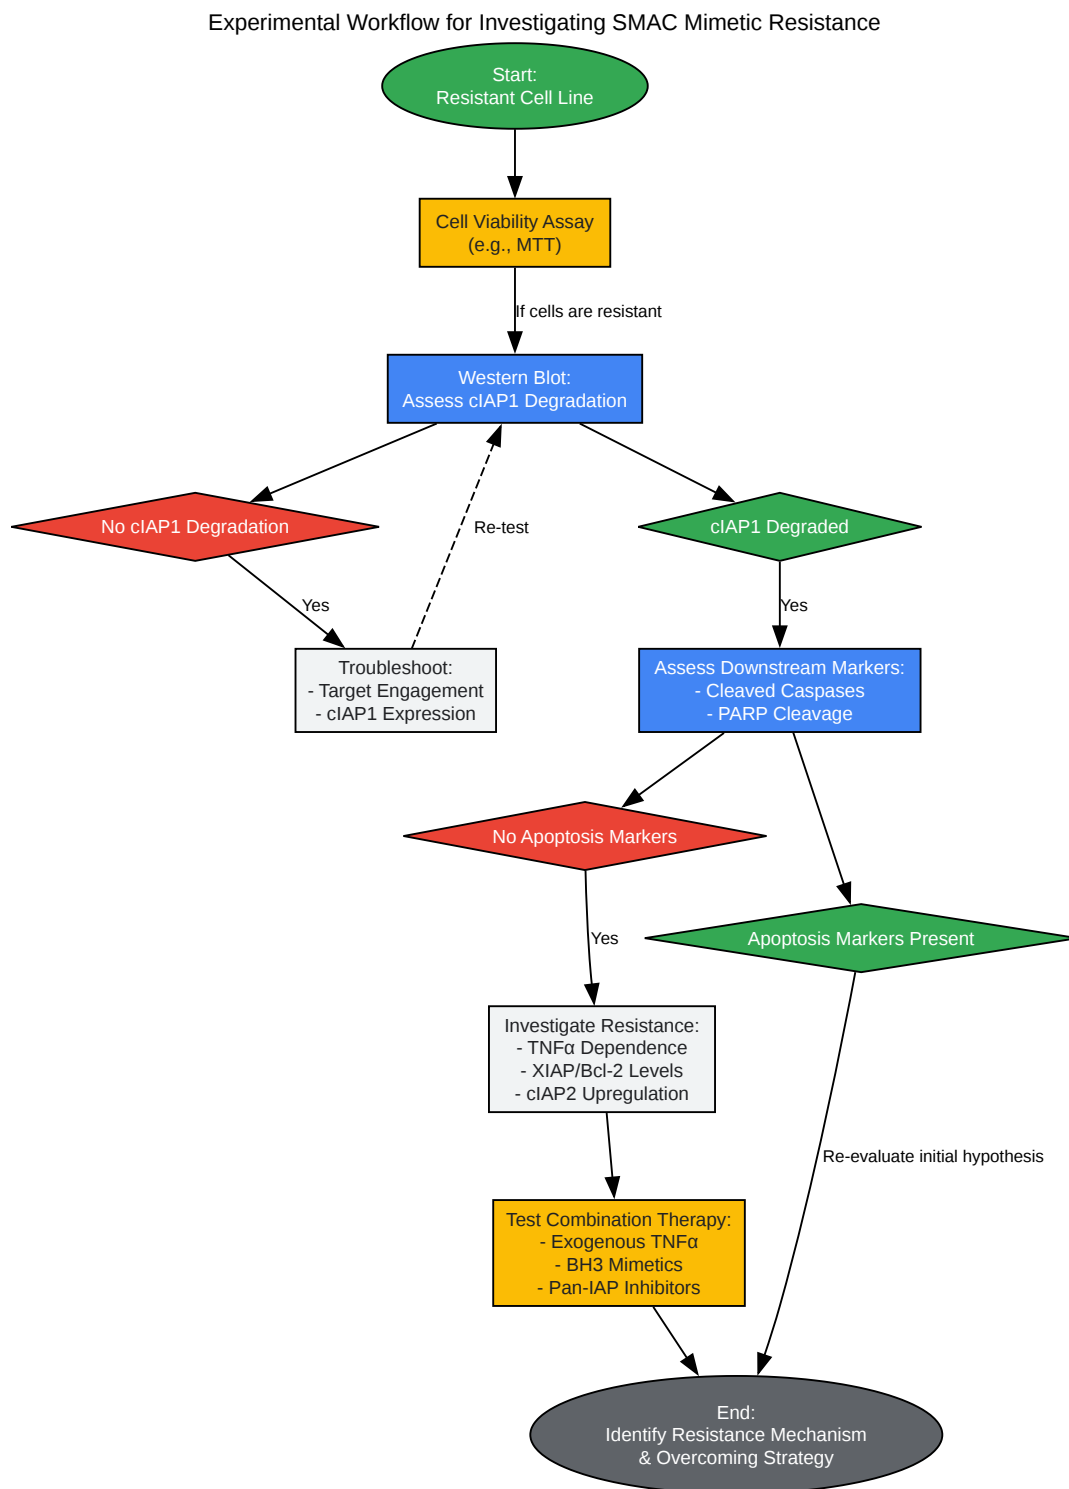 Experimental Workflow for Investigating SMAC Mimetic Resistance
Start:
Resistant Cell Line
Cell Viability Assay
(e.g., MTT)
If cells are resistant
Western Blot:
Assess cIAP1 Degradation
No cIAP1 Degradation
Re-test
cIAP1 Degraded
Yes
Yes
Troubleshoot:
- Target Engagement
- cIAP1 Expression
Assess Downstream Markers:
- Cleaved Caspases
- PARP Cleavage
No Apoptosis Markers
Yes
Apoptosis Markers Present
Investigate Resistance:
- TNFα Dependence
- XIAP/Bcl-2 Levels
- cIAP2 Upregulation
Re-evaluate initial hypothesis
Test Combination Therapy:
- Exogenous TNFα
- BH3 Mimetics
- Pan-IAP Inhibitors
End:
Identify Resistance Mechanism
& Overcoming Strategy